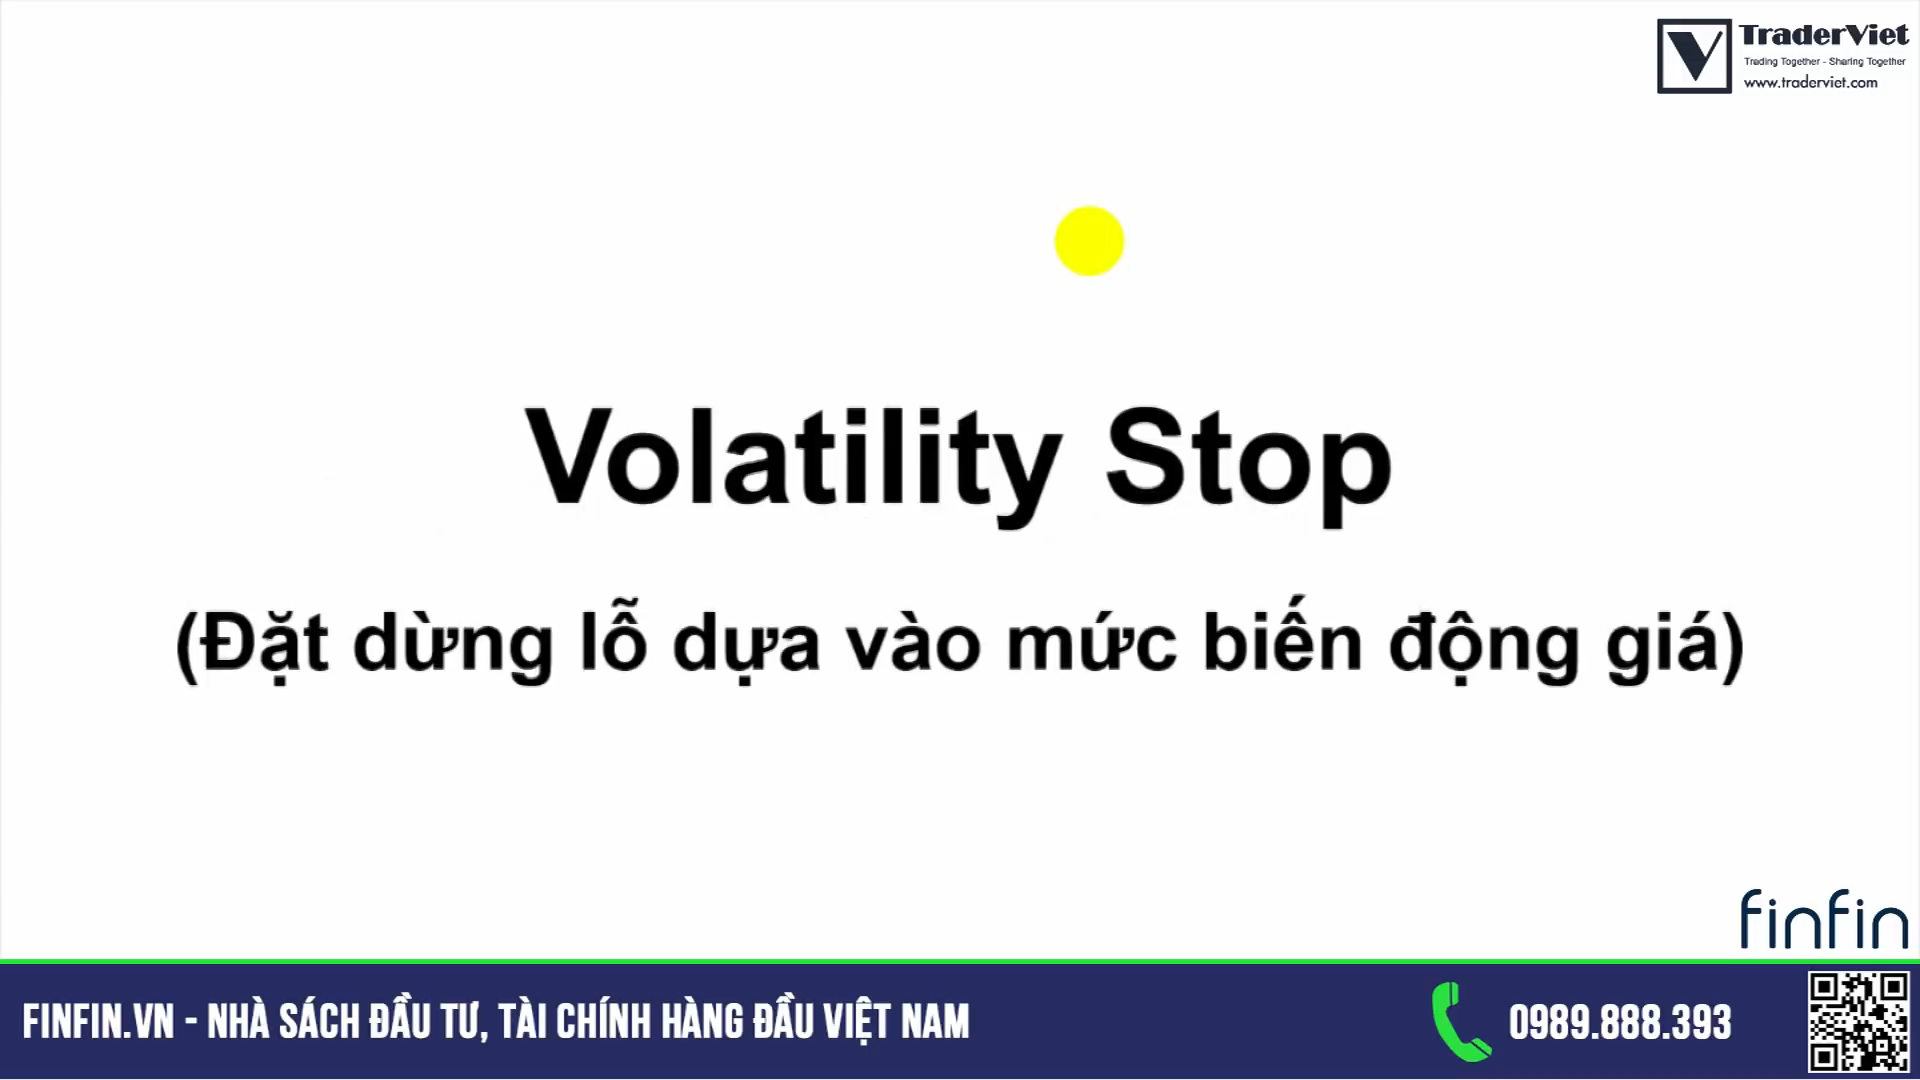 TraderViet
Trading Together - Sharing Together
www.traderviet.com
Volatility Stop
(Đặt dừng lỗ dựa vào mức biến động giá)
finfin
FINFIN.VN - NHÀ SÁCH ĐẦU TƯ, TÀI CHÍNH HÀNG ĐẦU VIỆT NAM
0989.888.393